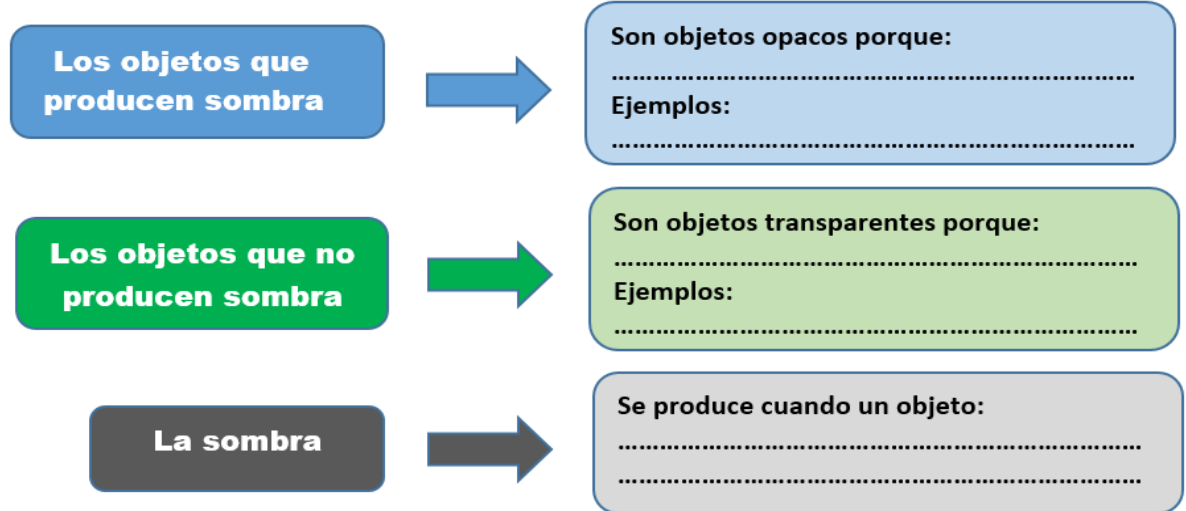 Los objetos que
producen sombra
Son objetos opacos porque:
……………………………………………………………………
Ejemplos:
……………………………………………………………………
Los objetos que no
producen sombra
Son objetos transparentes porque:
……………………………………………………………………
Ejemplos:
……………………………………………………………………
La sombra
Se produce cuando un objeto:
……………………………………………………………………
……………………………………………………………………